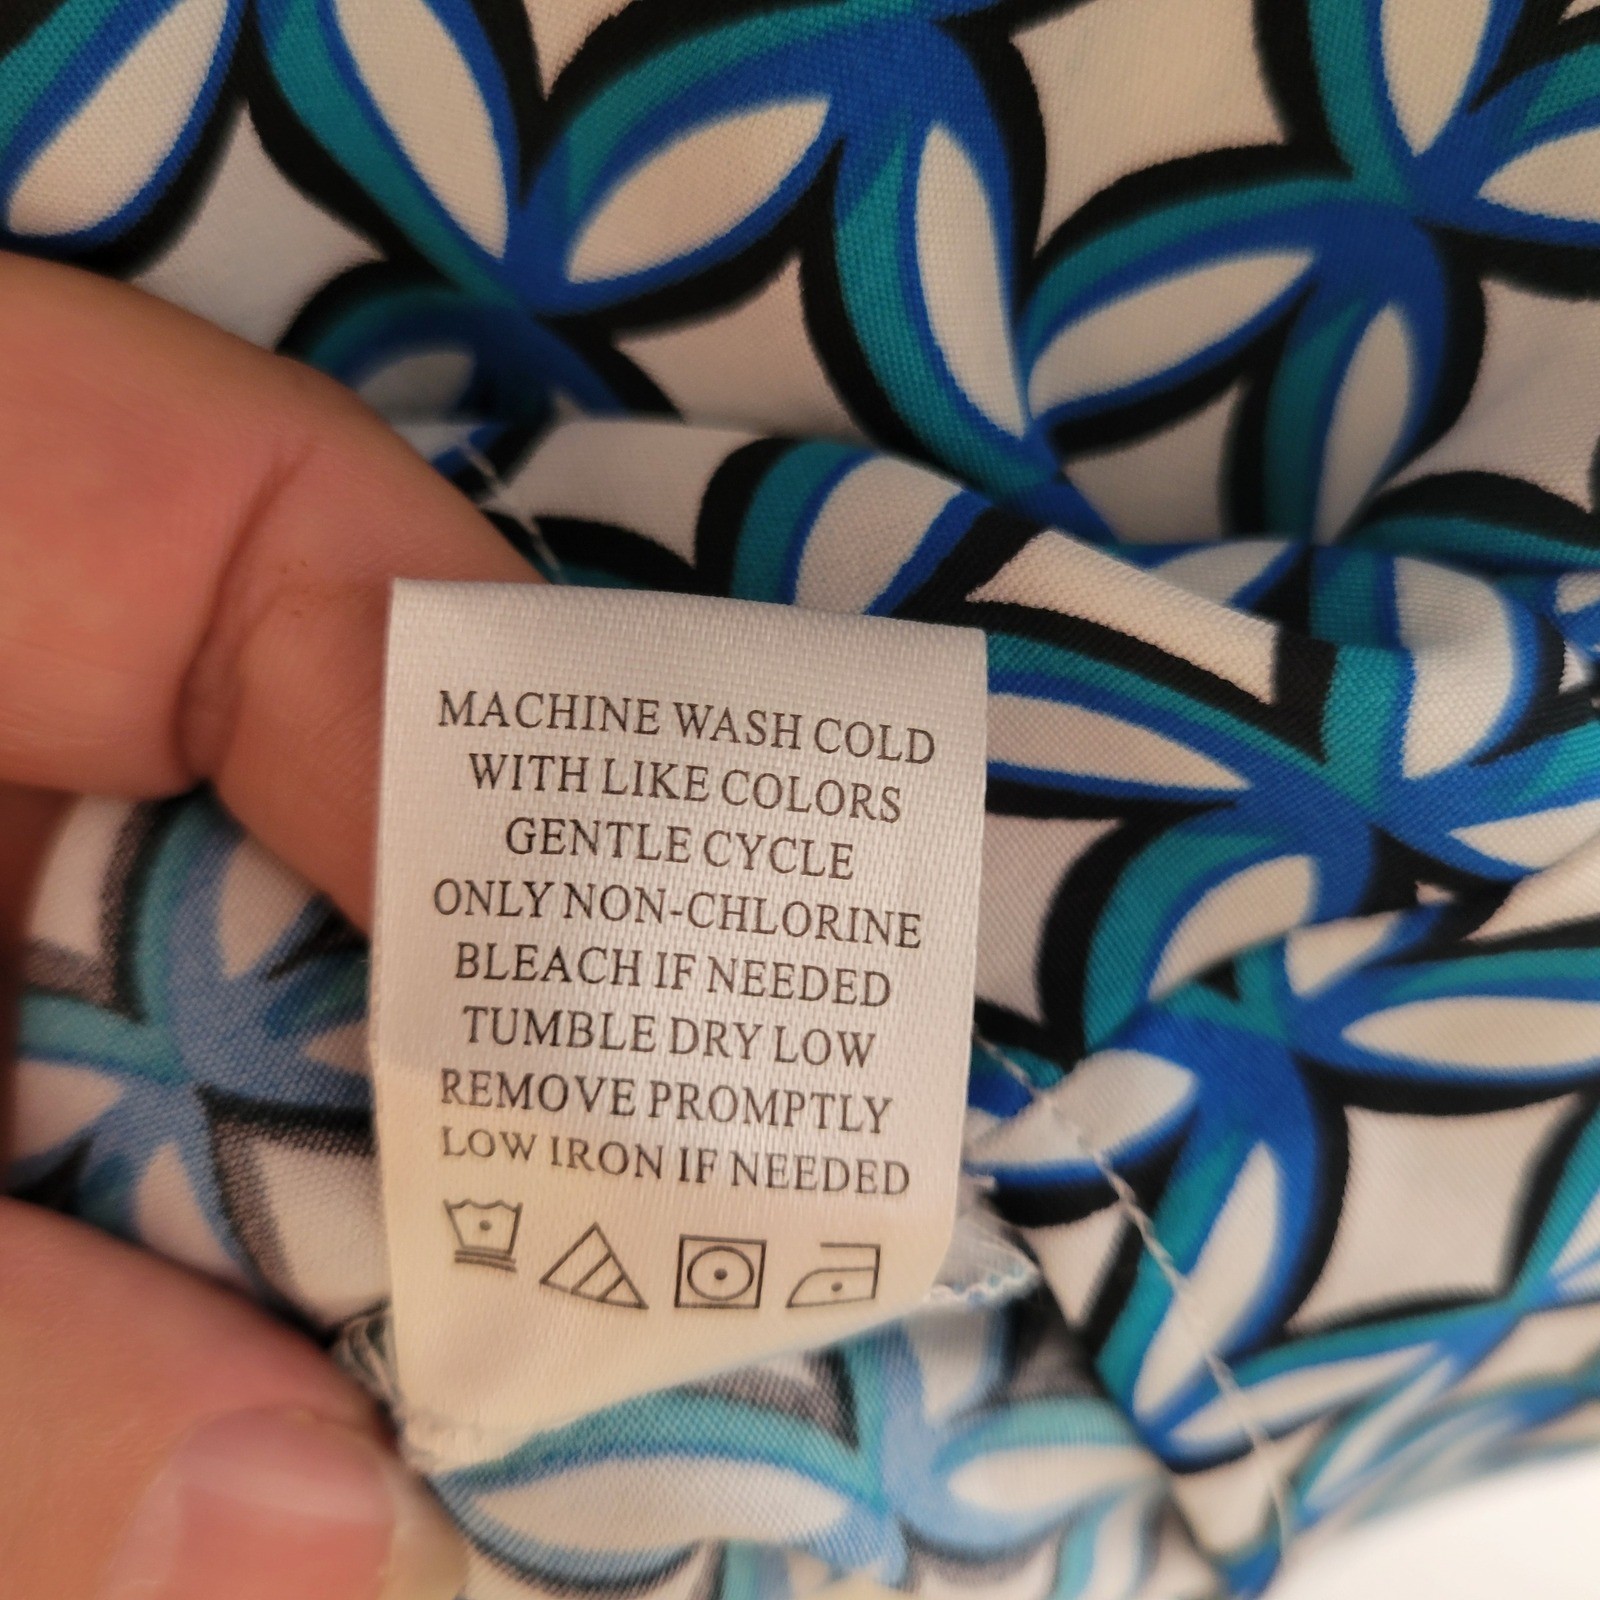 MACHINE WASH COLD
WITH LIKE COLORS
GENTLE CYCLE
ONLY NON-CHLORINE
BLEACH IF NEEDED
TUMBLE DRY LOW
REMOVE PROMPTLY
LOW IRON IF NEEDED